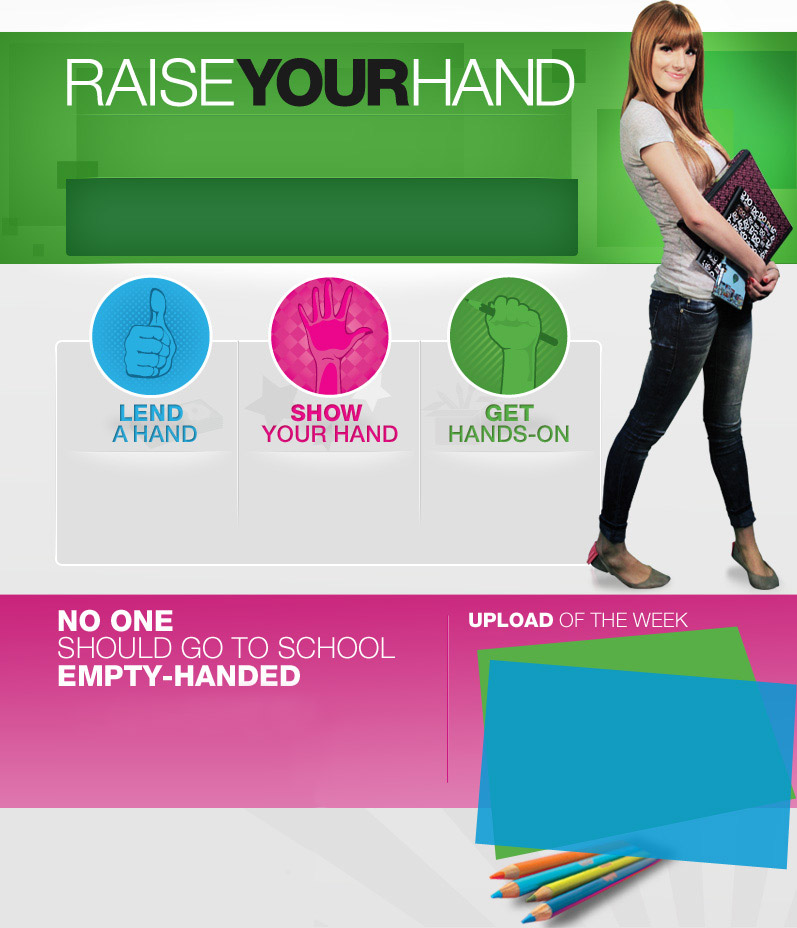 RAISEYOURHAND
LEND
A HAND
SHOW
YOUR HAND
GET
HANDS-ON
NO ONE
SHOULD GO TO SCHOOL
EMPTY-HANDED
UPLOAD OF THE WEEK